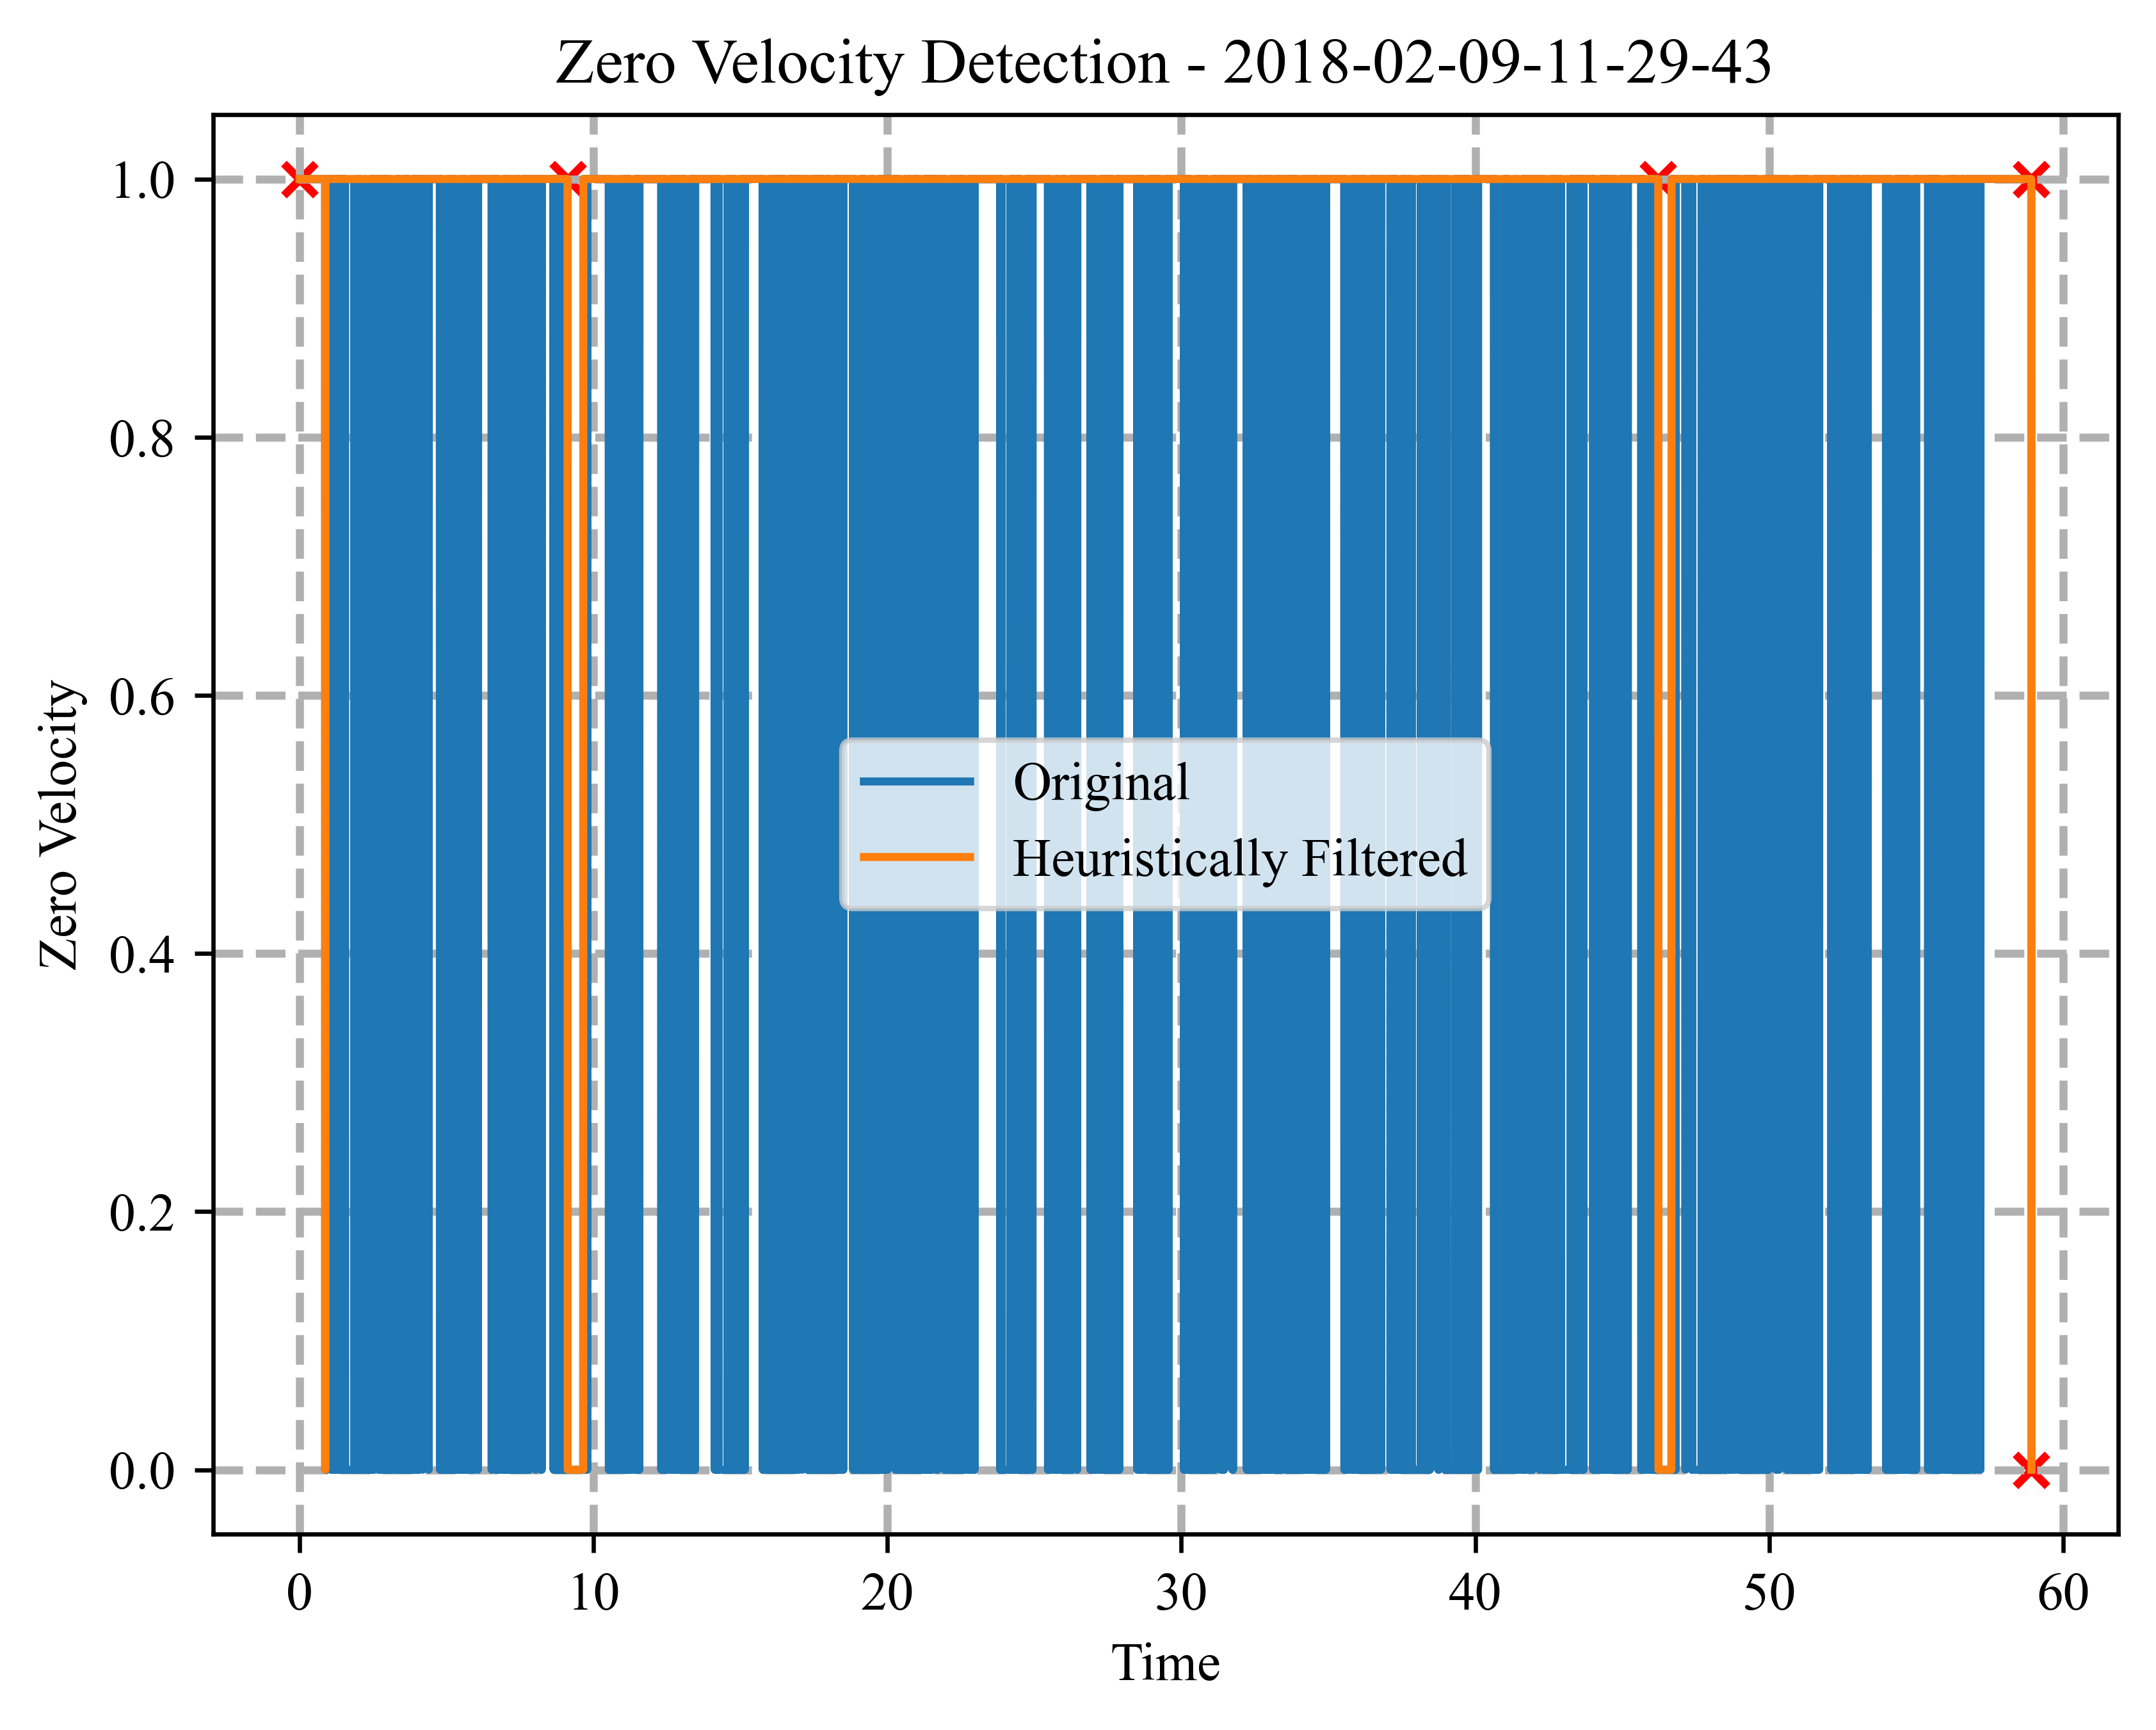 Zero Velocity Detection - 2018-02-09-11-29-43
Zero Velocity
1.0
0.8
0.6
0.4
0.2
0.0
Original
Heuristically Filtered
0 10 20 30 40 50 60
Time